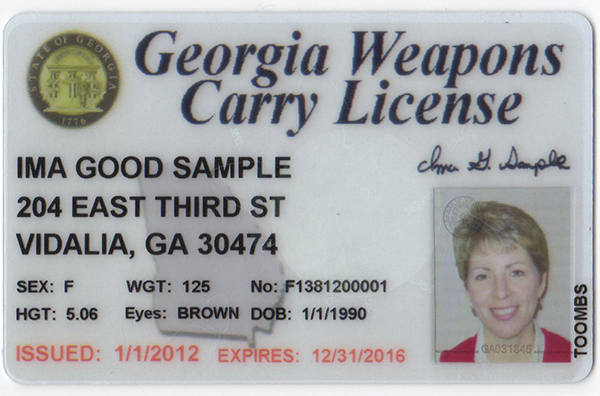 STATE OF GEORGIA
1776
Georgia Weapons
Carry License
IMA GOOD SAMPLE
Ima G. Sample
204 EAST THIRD ST
VIDALIA, GA 30474
SEX: F WGT: 125 No: F1381200001
HGT: 5.06 Eyes: BROWN DOB: 1/1/1990
ISSUED: 1/1/2012 EXPIRES: 12/31/2016
GA031845
TOOMBS